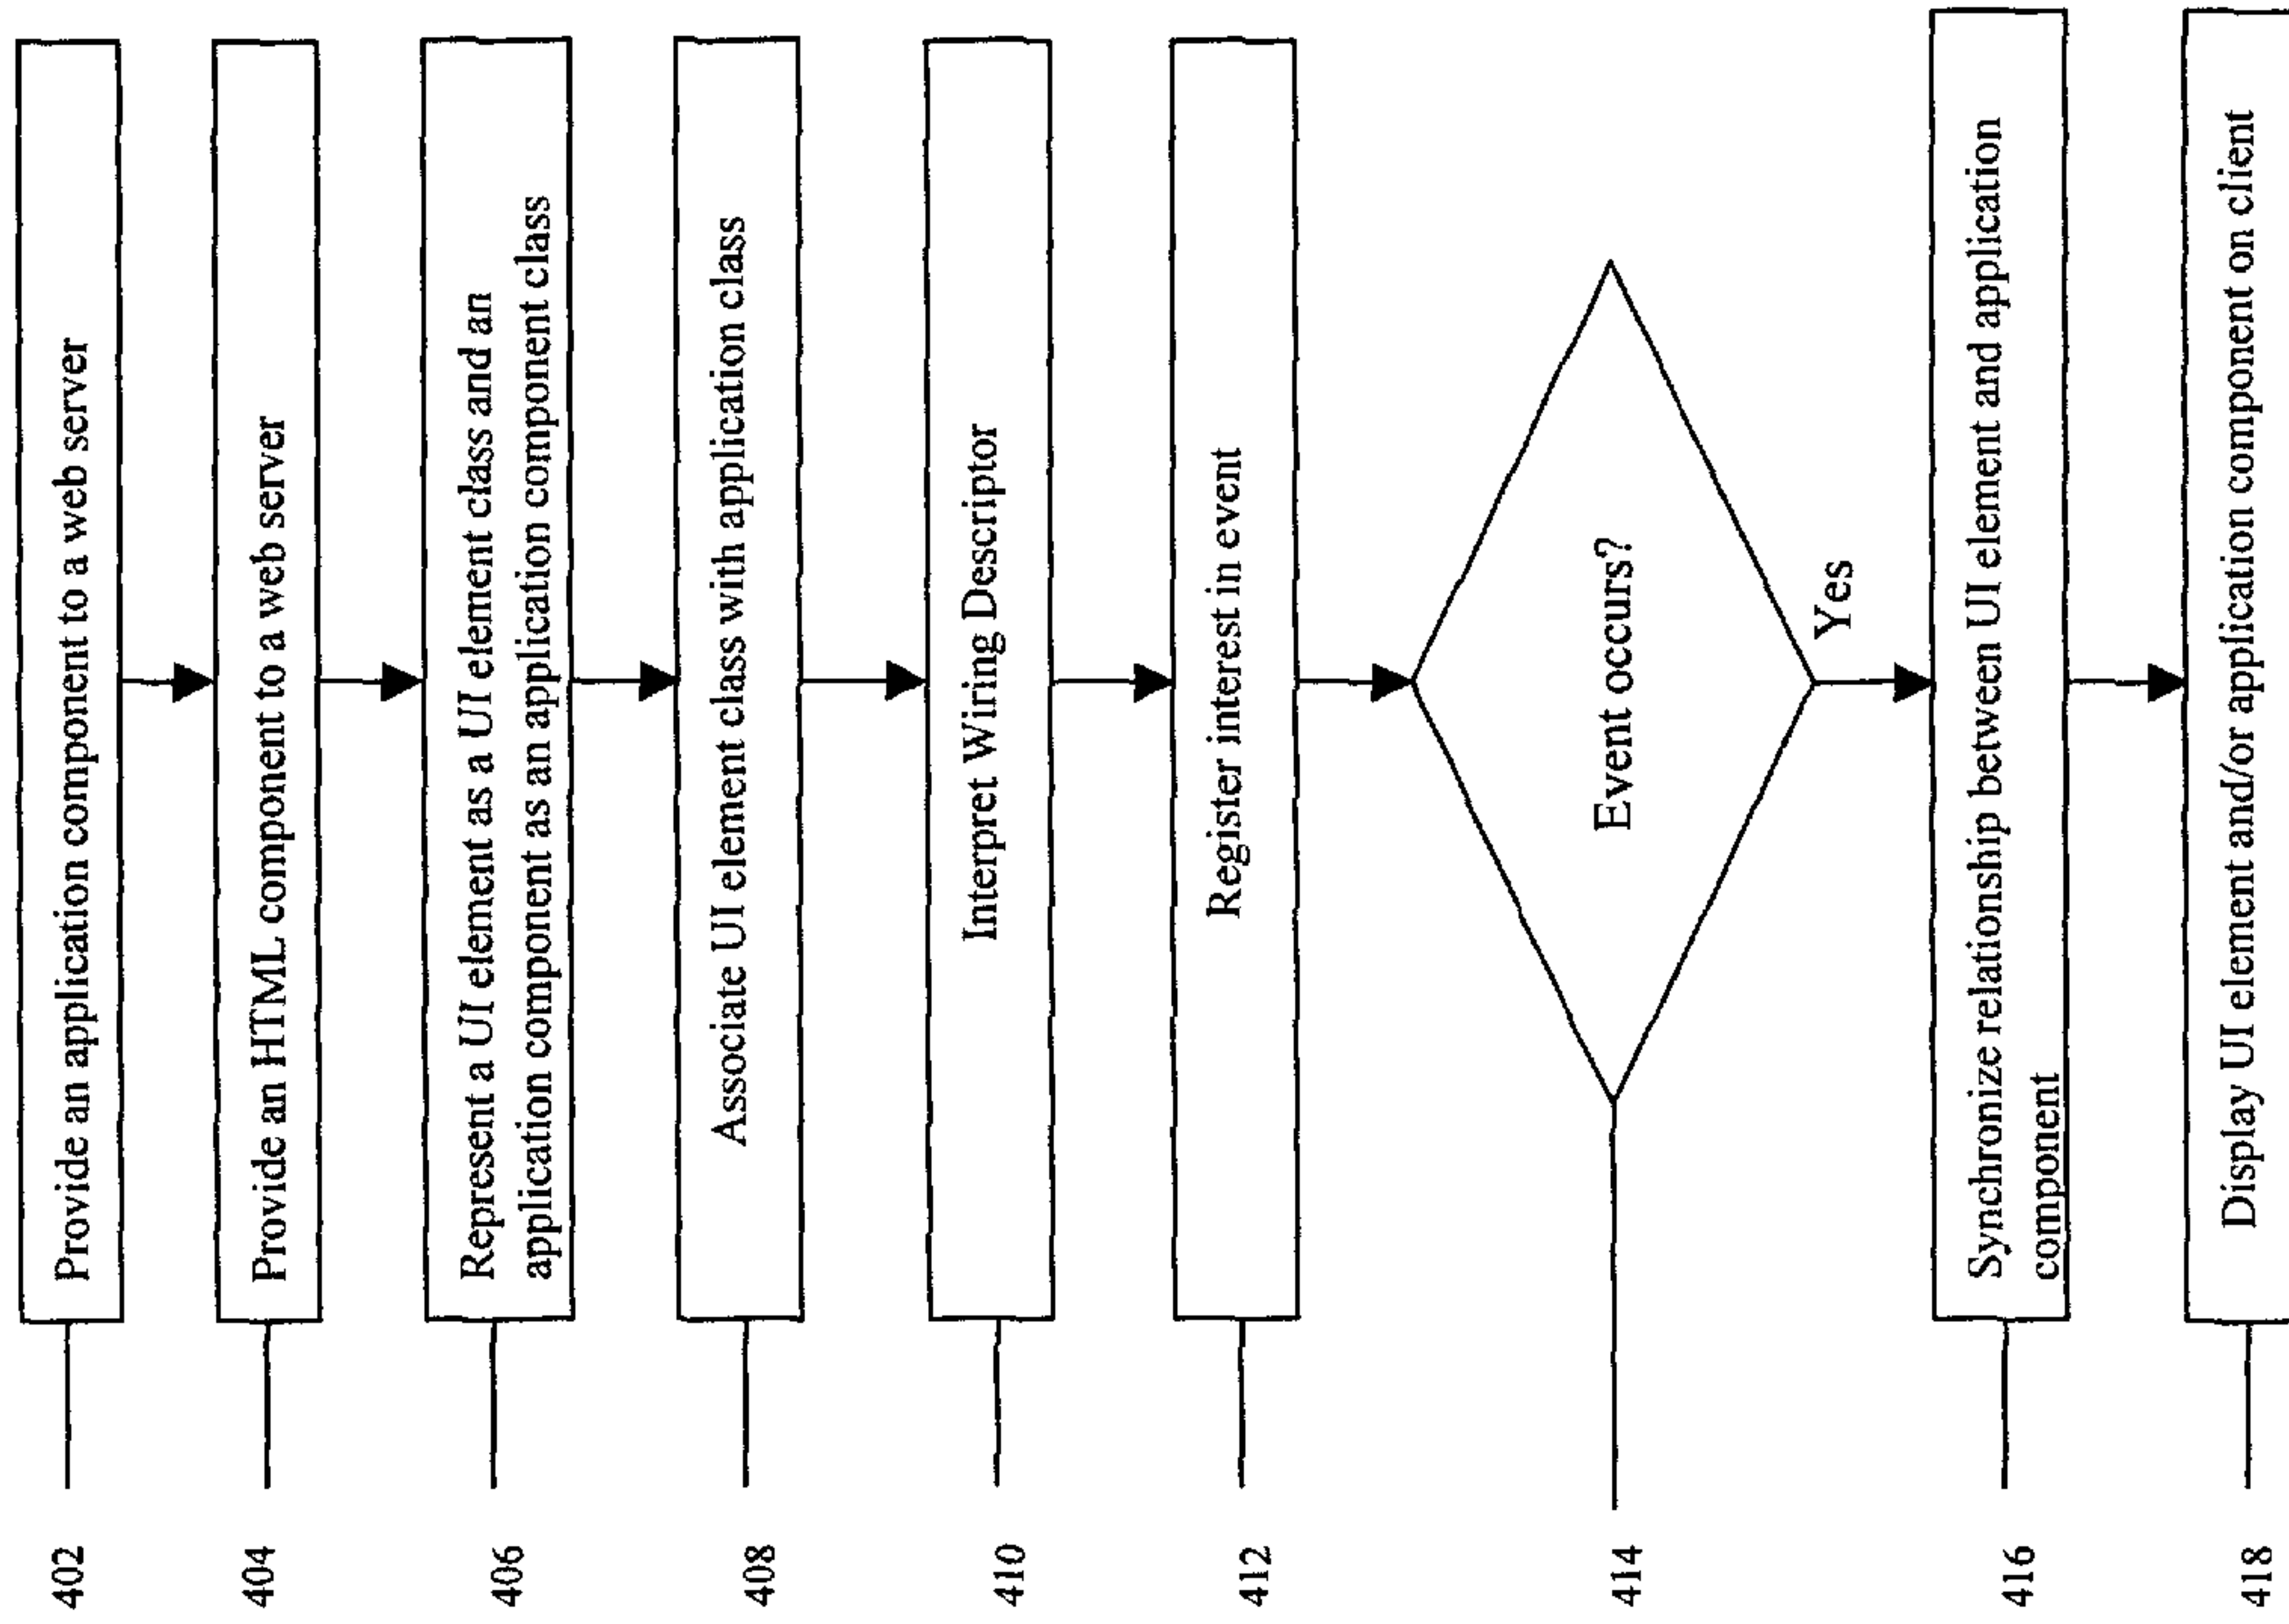 402
Provide an application component to a web server
404
Provide an HTML component to a web server
406
Represent a UI element as a UI element class and an
application component as an application component class
408
Associate UI element class with application class
410
Interpret Wiring Descriptor
412
Register interest in event
414
Event occurs?
Yes
416
Synchronize relationship between UI element and application
component
418
Display UI element and/or application component on client